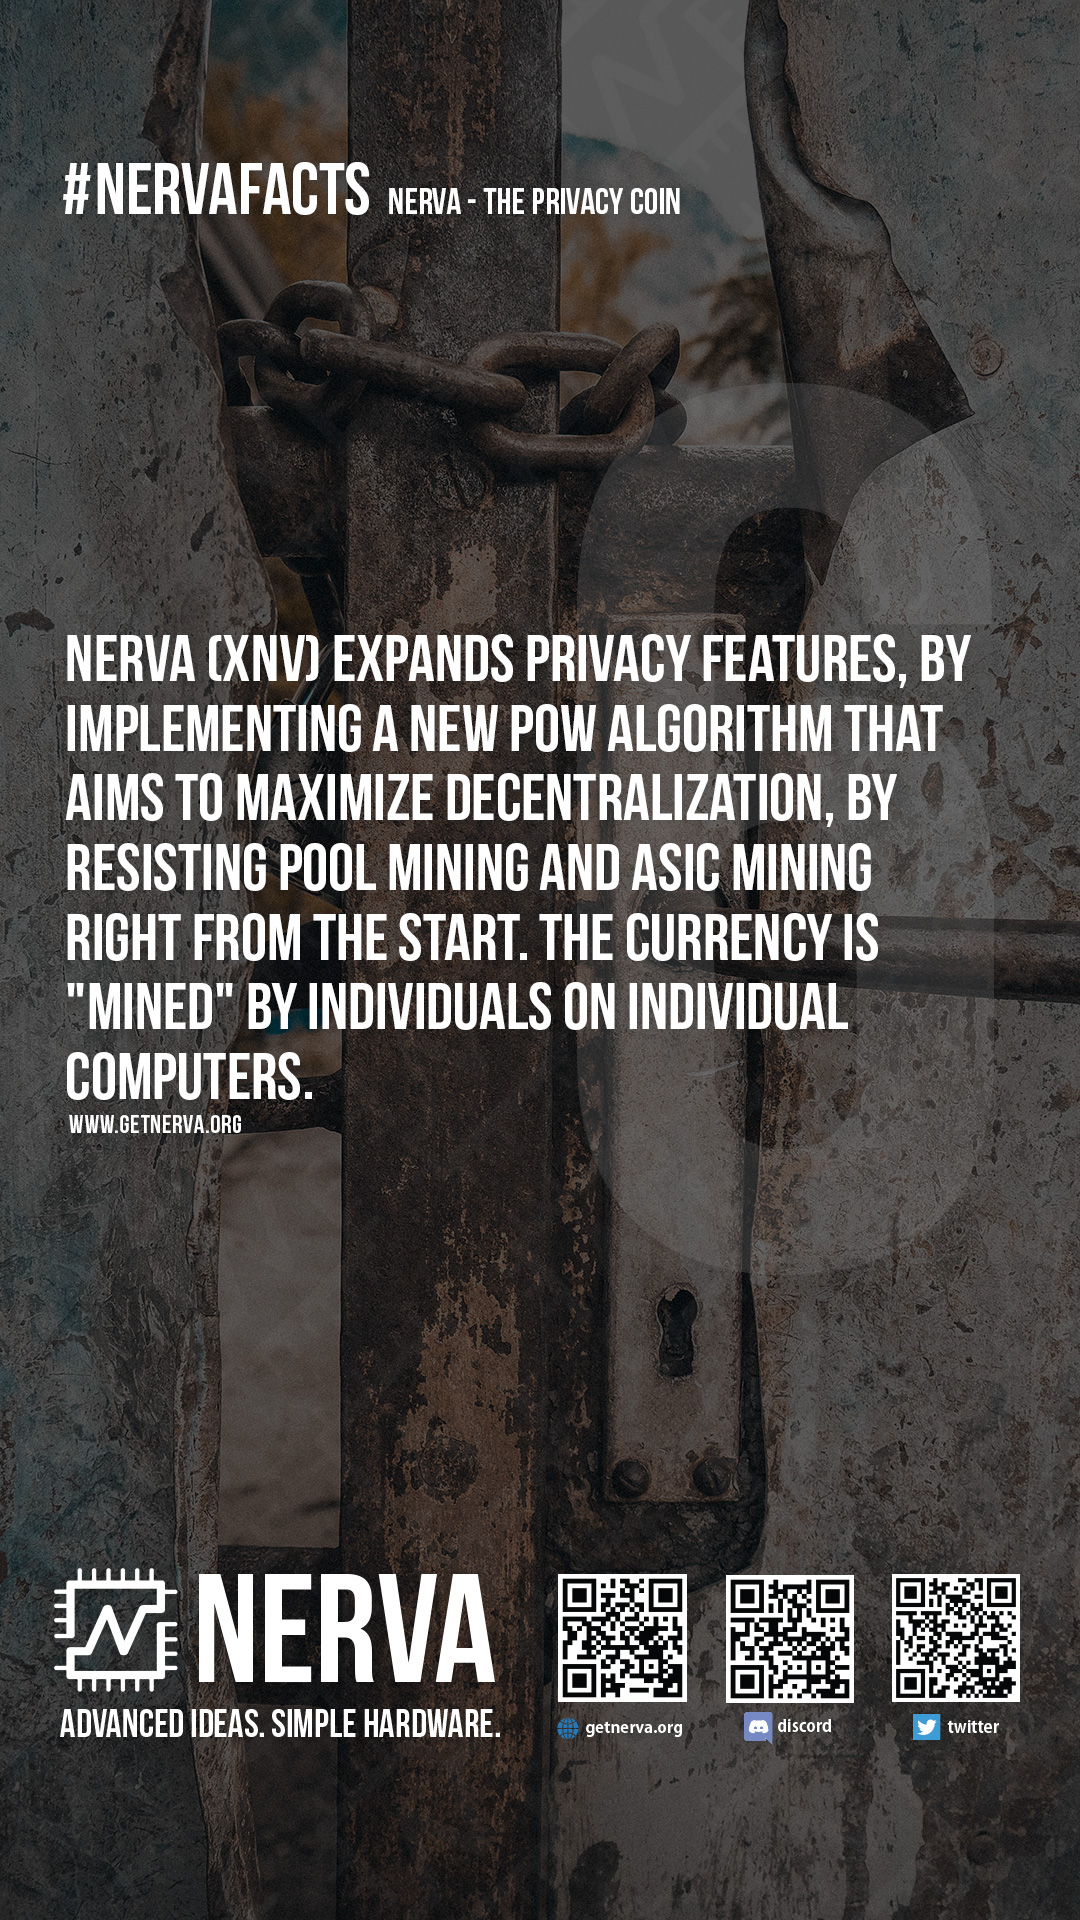 #NERVAFACTS NERVA - THE PRIVACY COIN
NERVA (XNV) EXPANDS PRIVACY FEATURES, BY
IMPLEMENTING A NEW POW ALGORITHM THAT
AIMS TO MAXIMIZE DECENTRALIZATION, BY
RESISTING POOL MINING AND ASIC MINING
RIGHT FROM THE START. THE CURRENCY IS
"MINED" BY INDIVIDUALS ON INDIVIDUAL
COMPUTERS.
WWW.GETNERVA.ORG
NERVA
ADVANCED IDEAS. SIMPLE HARDWARE.
getnerva.org
discord
twitter